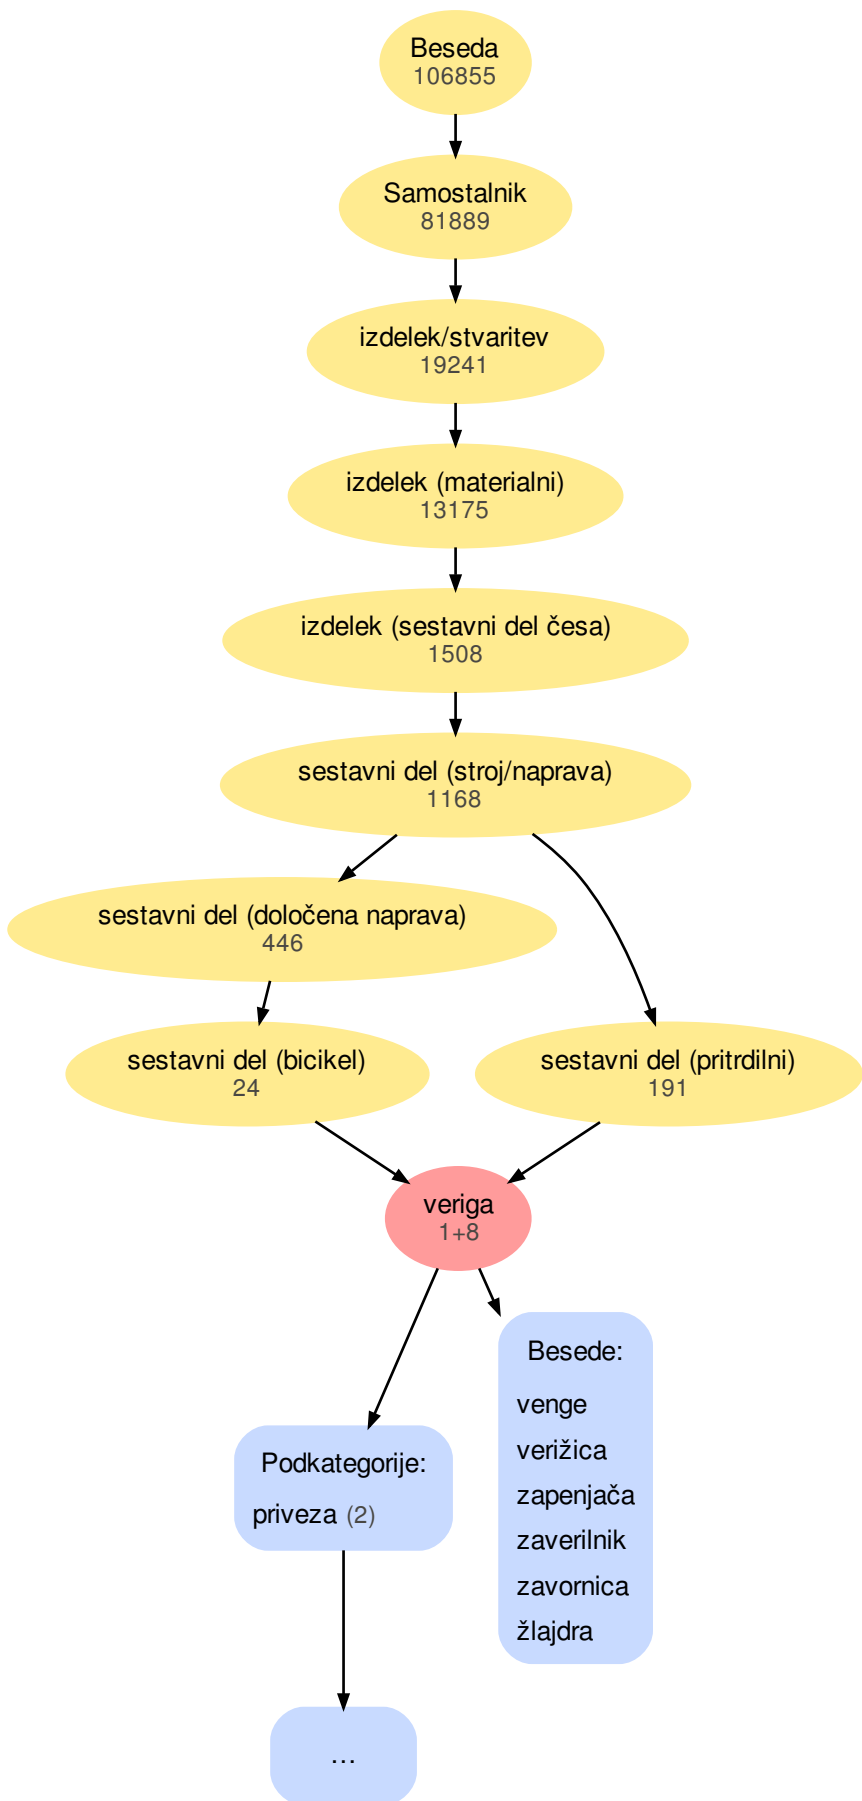 Beseda
106855
Samostalnik
81889
izdelek/stvaritev
19241
izdelek (materialni)
13175
izdelek (sestavni del česa)
1508
sestavni del (stroj/naprava)
1168
sestavni del (določena naprava)
446
sestavni del (bicikel)
24
sestavni del (pritrdilni)
191
veriga
1+8
Besede:
venge
verižica
zapenjača
zaverilnik
zavornica
žlajdra
Podkategorije:
priveza (2)
...